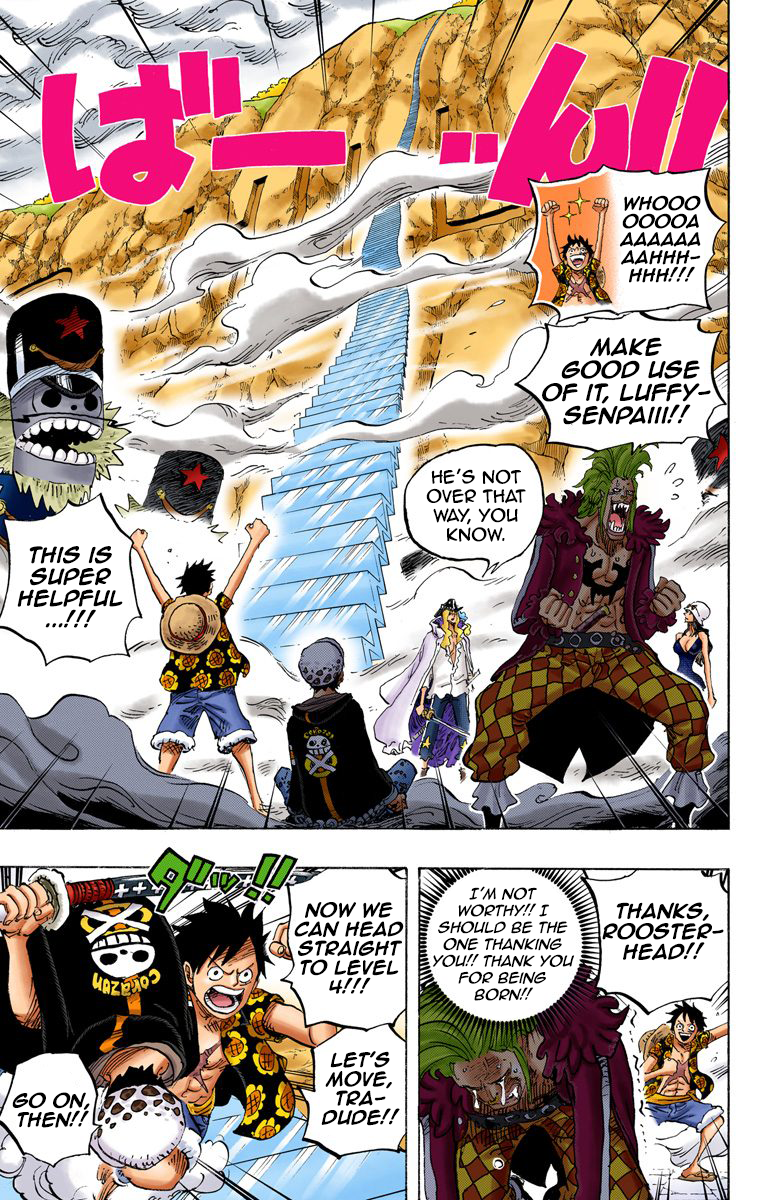 ばーん!!
WHOOO
OOOOA
AAAAAA
AAHHH-
HHH!!!
MAKE
GOOD USE
OF IT, LUFFY-
SENPAIII!!
HE'S NOT
OVER THAT
WAY, YOU
KNOW.
THIS IS
SUPER
HELPFUL
....!!!
CORAZON
THANKS,
ROOSTER-
HEAD!!
I'M NOT
WORTHY!! I
SHOULD BE THE
ONE THANKING
YOU!! THANK YOU
FOR BEING
BORN!!
ダッ!!
NOW WE
CAN HEAD
STRAIGHT
TO LEVEL
4!!!
LET'S
MOVE,
TRA-
DUDE!!
CORAZON
GO ON,
THEN!!